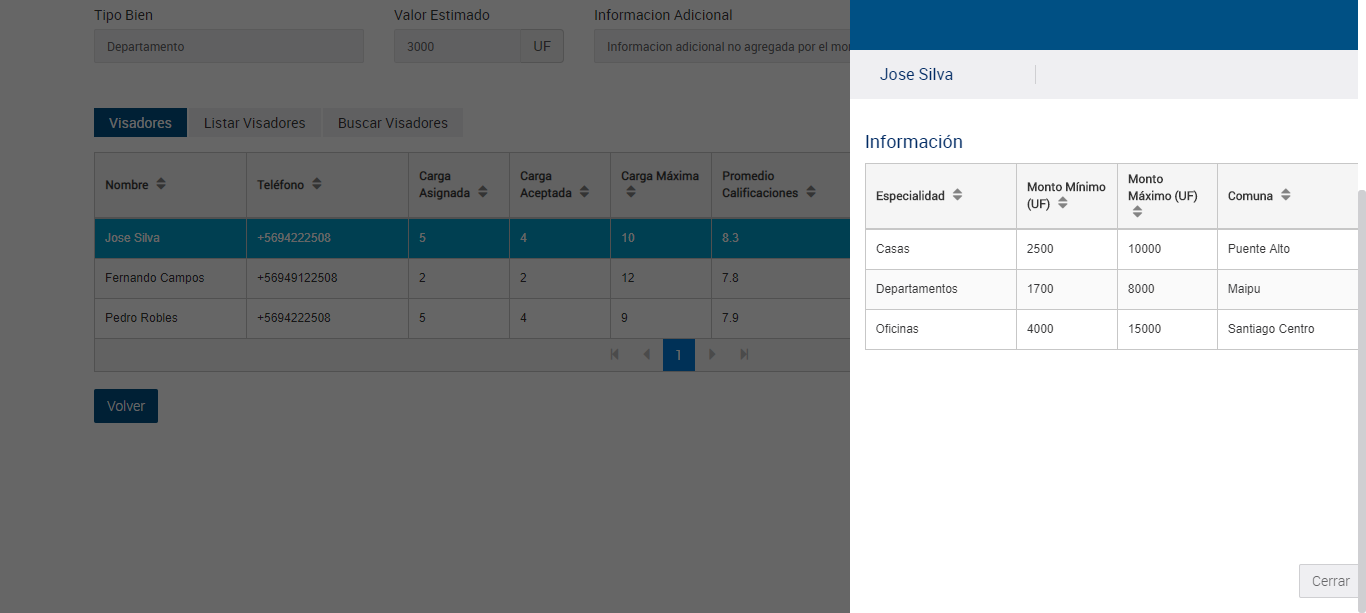 Tipo Bien Valor Estimado Informacion Adicional
Departamento 3000 UF Informacion adicional no agregada por el mo
Visadores Listar Visadores Buscar Visadores
Nombre Teléfono Carga Asignada Carga Aceptada Carga Máxima Promedio Calificaciones
Jose Silva +5694222508 5 4 10 8.3
Fernando Campos +56949122508 2 2 12 7.8
Pedro Robles +5694222508 5 4 9 7.9
1
Volver
Jose Silva
Información
Especialidad Monto Mínimo (UF) Monto Máximo (UF) Comuna
Casas 2500 10000 Puente Alto
Departamentos 1700 8000 Maipu
Oficinas 4000 15000 Santiago Centro
Cerrar